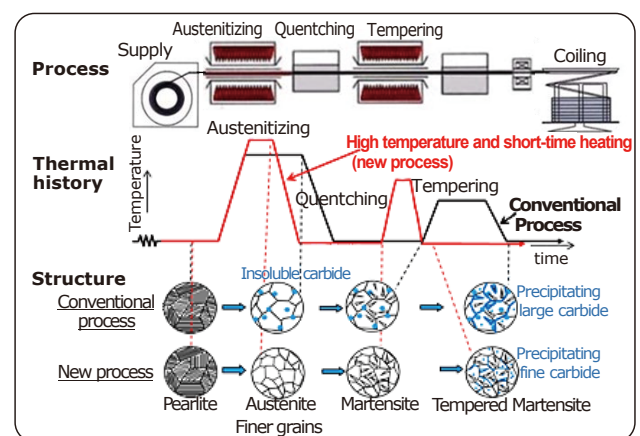 Austenitizing Quentching Tempering
Supply
Coiling
Process
Austenitizing
High temperature and short-time heating
(new process)
Thermal
history
Temperature
Quentching
Tempering
Conventional
Process
time
Structure
Insoluble carbide
Conventional
process
Precipitating
large carbide
New process
Precipitating
fine carbide
Pearlite Austenite Martensite Tempered Martensite
Finer grains